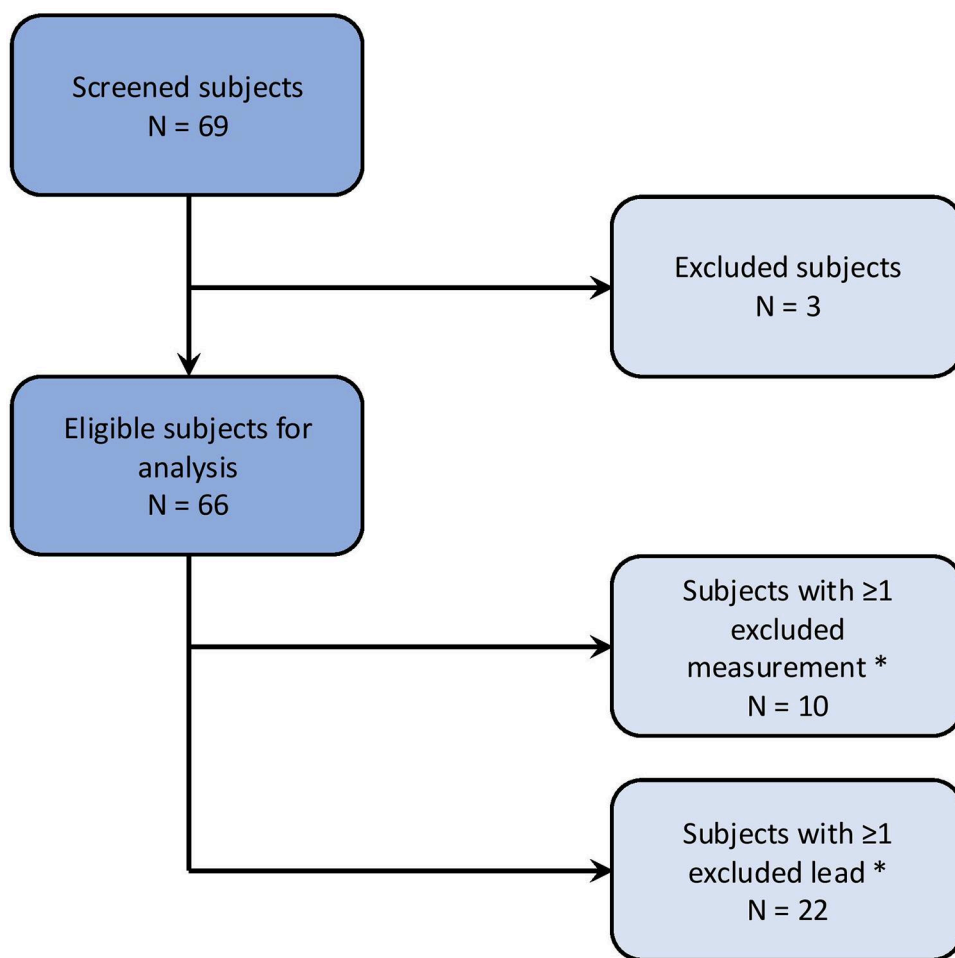 Screened subjects
N = 69
Excluded subjects
N = 3
Eligible subjects for
analysis
N = 66
Subjects with ≥1
excluded
measurement *
N = 10
Subjects with ≥1
excluded lead *
N = 22